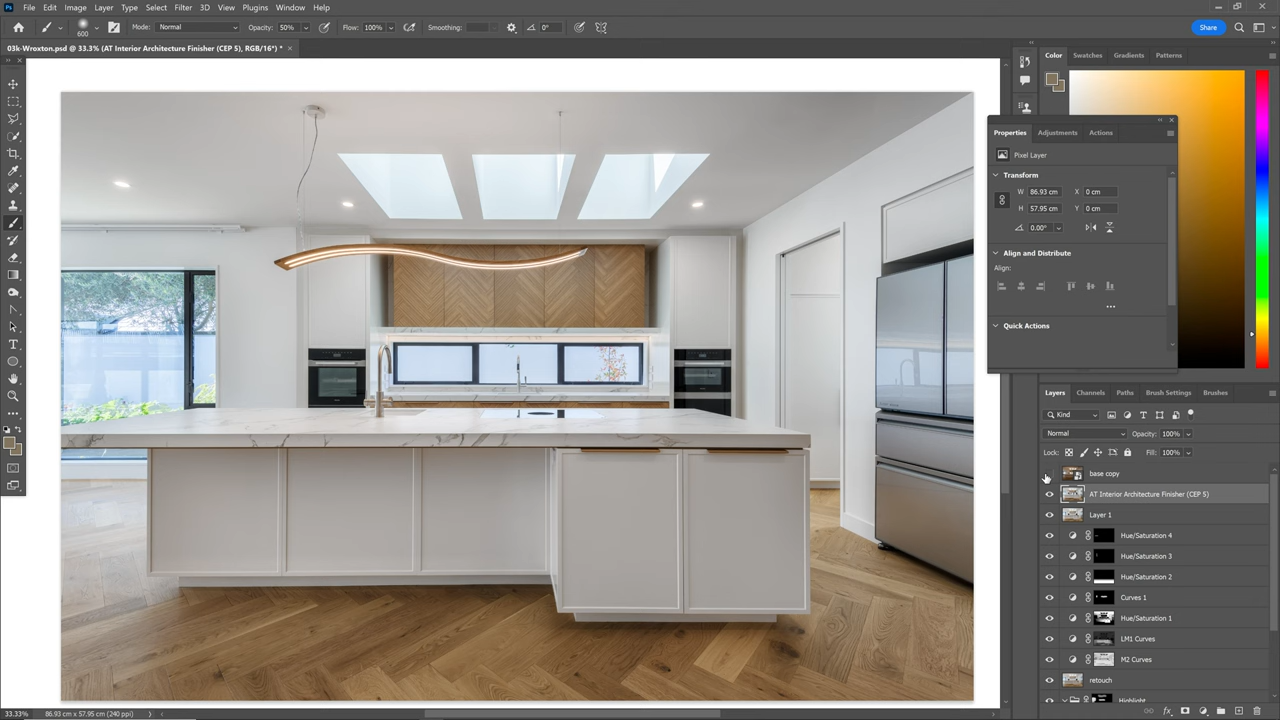 Ps File Edit Image Layer Type Select Filter 3D View Plugins Window Help
600 Mode: Normal Opacity: 50% Flow: 100% Smoothing: 0° Share
03k-Wroxton.psd @ 33.3% (AT Interior Architecture Finisher (CEP 5), RGB/16*) * ×
Color Swatches Gradients Patterns
Properties Adjustments Actions
Pixel Layer
Transform
W 86.93 cm X 0 cm
H 57.95 cm Y 0 cm
0.00°
Align and Distribute
Align:
Quick Actions
Layers Channels Paths Brush Settings Brushes
Kind
Normal Opacity: 100%
Lock: Fill: 100%
base copy
AT Interior Architecture Finisher (CEP 5)
Layer 1
Hue/Saturation 4
Hue/Saturation 3
Hue/Saturation 2
Curves 1
Hue/Saturation 1
LM1 Curves
M2 Curves
retouch
Highlight
33.33% 86.93 cm x 57.95 cm (240 ppi)